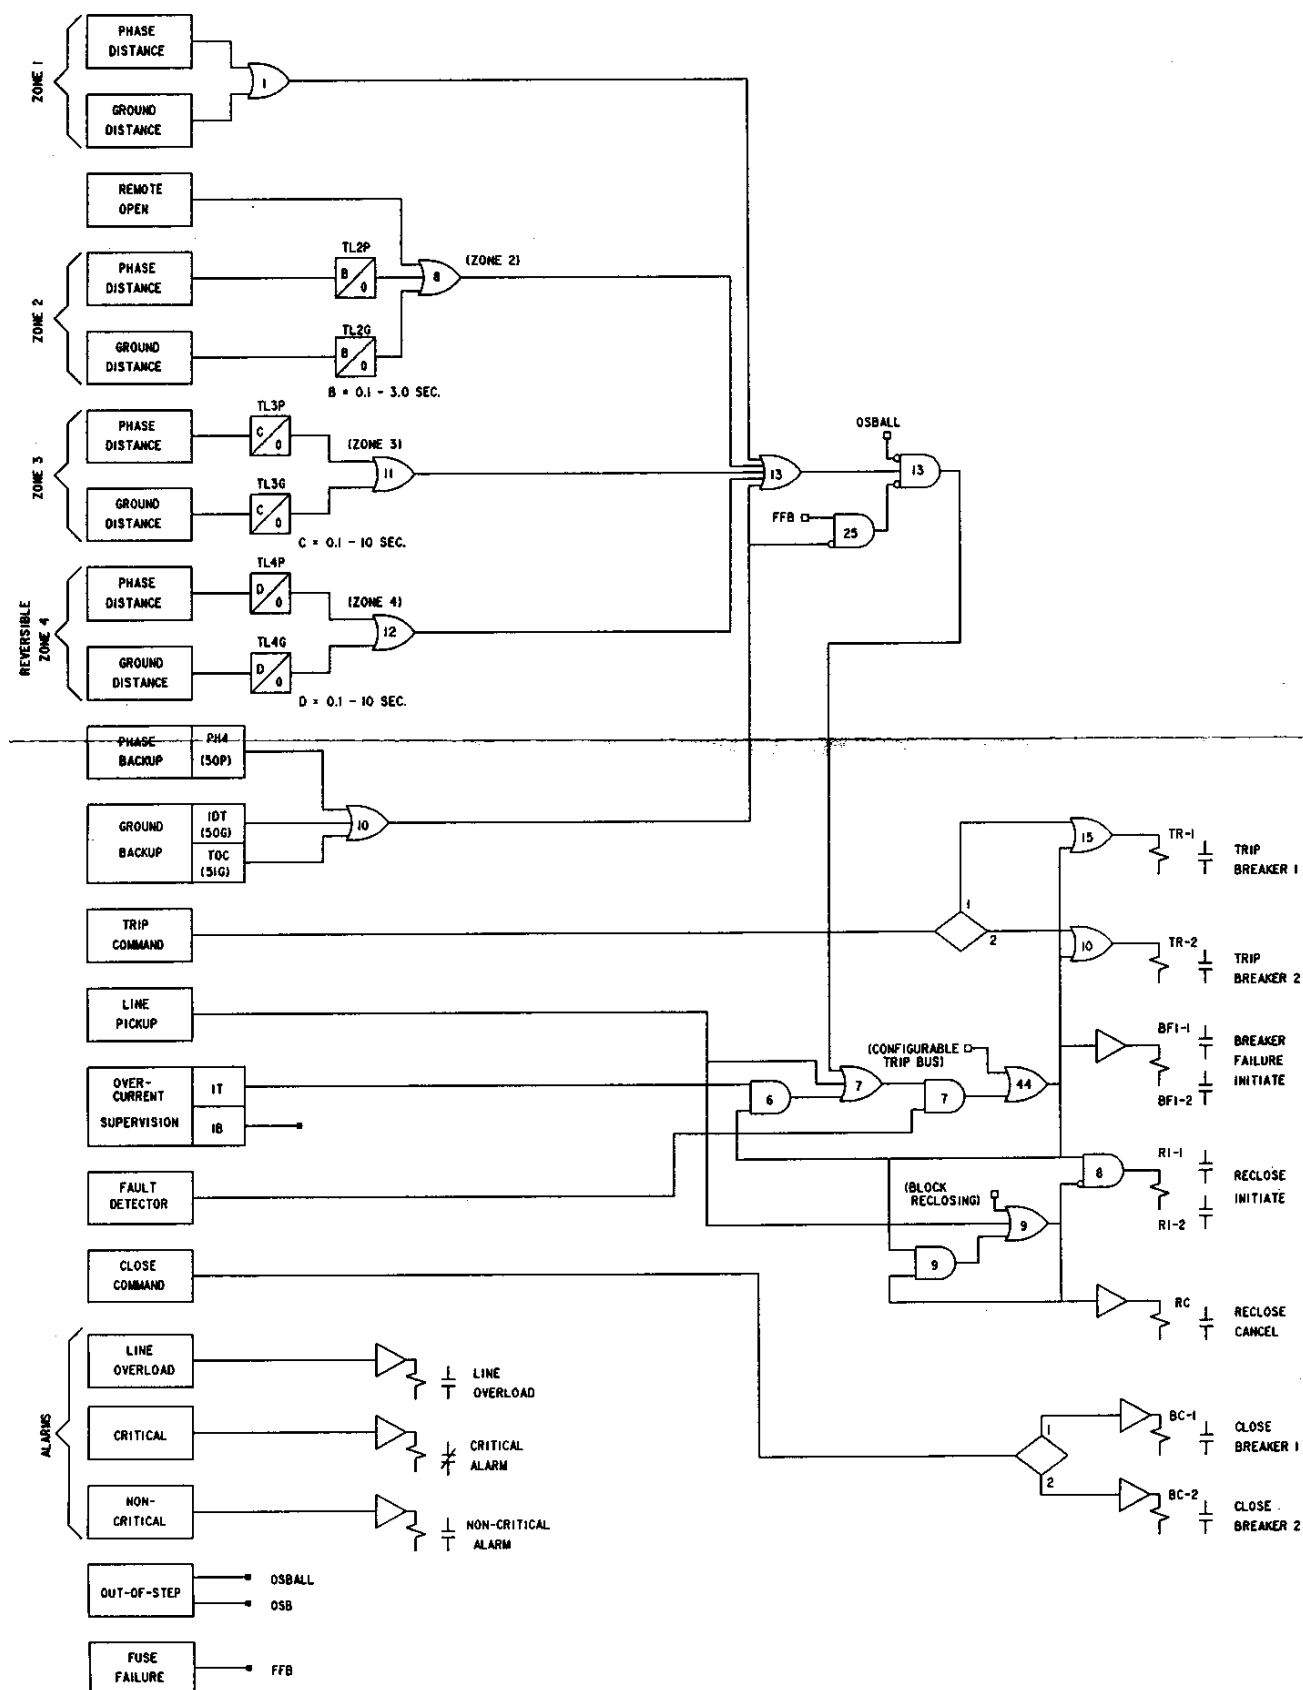 ZONE 1
PHASE
DISTANCE
GROUND
DISTANCE
1
REMOTE
OPEN
ZONE 2
PHASE
DISTANCE
TL2P
B
0
8
(ZONE 2)
GROUND
DISTANCE
TL2G
B
0
B = 0.1 - 3.0 SEC.
ZONE 3
PHASE
DISTANCE
TL3P
C
0
(ZONE 3)
11
GROUND
DISTANCE
TL3G
C
0
C = 0.1 - 10 SEC.
OSBALL
13
13
FFB
25
REVERSIBLE
ZONE 4
PHASE
DISTANCE
TL4P
D
0
(ZONE 4)
12
GROUND
DISTANCE
TL4G
D
0
D = 0.1 - 10 SEC.
PHASE
BACKUP
PH4
(50P)
GROUND
BACKUP
IDT
(50G)
TOC
(51G)
10
15
TR-1
TRIP
BREAKER 1
TRIP
COMMAND
1
2
10
TR-2
TRIP
BREAKER 2
LINE
PICKUP
(CONFIGURABLE
TRIP BUS)
BFI-1
BREAKER
FAILURE
INITIATE
BFI-2
OVER-
CURRENT
SUPERVISION
IT
IB
6
7
7
44
FAULT
DETECTOR
(BLOCK
RECLOSING)
9
9
8
RI-1
RECLOSE
INITIATE
RI-2
CLOSE
COMMAND
RC
RECLOSE
CANCEL
ALARMS
LINE
OVERLOAD
LINE
OVERLOAD
CRITICAL
CRITICAL
ALARM
1
2
BC-1
CLOSE
BREAKER 1
BC-2
CLOSE
BREAKER 2
NON-
CRITICAL
NON-CRITICAL
ALARM
OUT-OF-STEP
OSBALL
OSB
FUSE
FAILURE
FFB